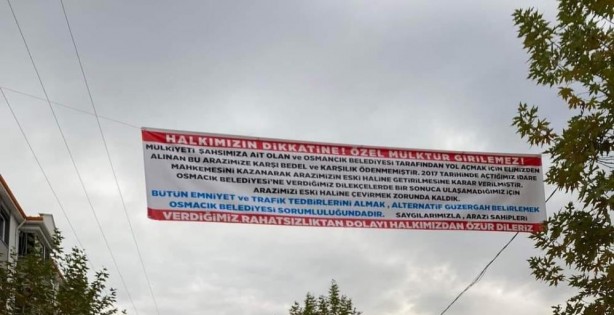 HALKIMIZIN DİKKATİNE! ÖZEL MÜLKTÜR GİRİLEMEZ!
MÜLKİYETİ ŞAHSIMIZA AİT OLAN ve OSMANCIK BELEDİYESİ TARAFINDAN YOL AÇMAK İÇİN ELİMİZDEN
ALINAN BU ARAZİMİZE KARŞI BEDEL ve KARŞILIK ÖDENMEMİŞTİR. 2017 TARİHİNDE AÇTIĞIMIZ İDARE
MAHKEMESİNİ KAZANARAK ARAZİMİZİN ESKİ HALİNE GETİRİLMESİNE KARAR VERİLMİŞTİR.
OSMANCIK BELEDİYESİ'NE VERDİĞİMİZ DİLEKÇELERDE BİR SONUCA ULAŞAMADIĞIMIZ İÇİN
ARAZİMİZİ ESKİ HALİNE ÇEVİRMEK ZORUNDA KALDIK.
BÜTÜN EMNİYET ve TRAFİK TEDBİRLERİNİ ALMAK, ALTERNATİF GÜZERGAH BELİRLEMEK
OSMACIK BELEDİYESİ SORUMLULUĞUNDADIR. SAYGILARIMIZLA, ARAZİ SAHİPLERİ
VERDİĞİMİZ RAHATSIZLIKTAN DOLAYI HALKIMIZDAN ÖZÜR DİLERİZ